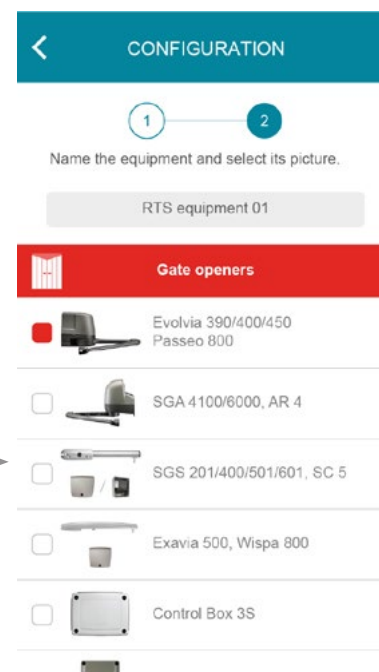 CONFIGURATION
1
2
Name the equipment and select its picture.
RTS equipment 01
Gate openers
Evolvia 390/400/450
Passeo 800
SGA 4100/6000, AR 4
SGS 201/400/501/601, SC 5
Exavia 500, Wispa 800
Control Box 3S